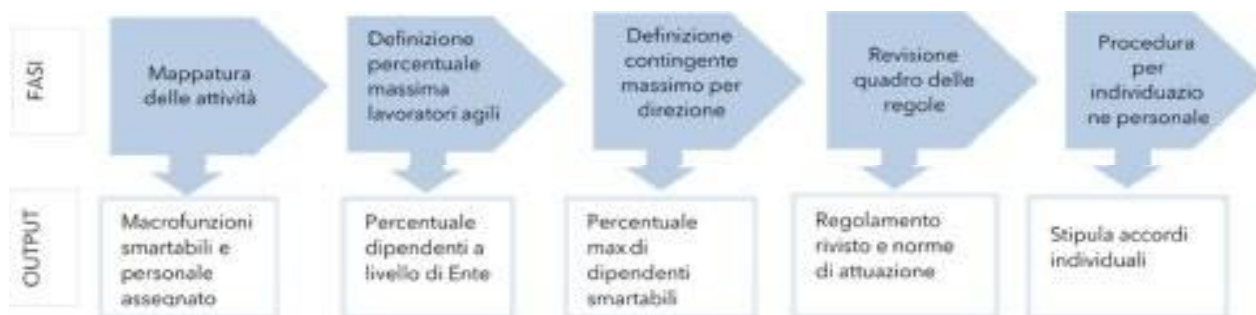 FASI
Mappatura
delle attività
Definizione
percentuale
massima
lavoratori agili
Definizione
contingente
massimo per
direzione
Revisione
quadro delle
regole
Procedura
per
individuazio
ne personale
OUTPUT
Macrofunzioni
smartabili e
personale
assegnato
Percentuale
dipendenti a
livello di Ente
Percentuale
max di
dipendenti
smartabili
Regolamento
rivisto e norme
di attuazione
Stipula accordi
individuali